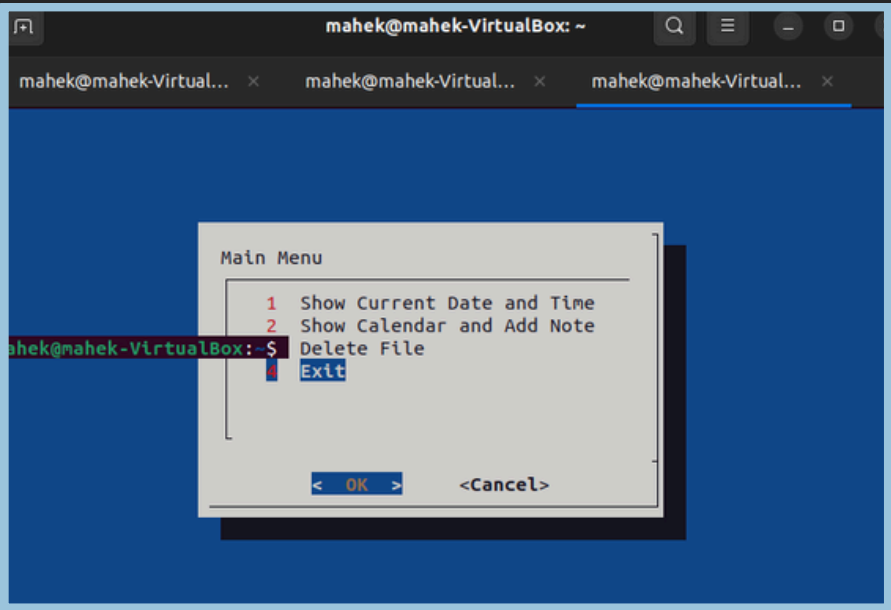 mahek@mahek-VirtualBox: ~
mahek@mahek-Virtual... × mahek@mahek-Virtual... × mahek@mahek-Virtual... ×
Main Menu
1 Show Current Date and Time
2 Show Calendar and Add Note
ahek@mahek-VirtualBox:~$ Delete File
4 Exit
< OK > <Cancel>